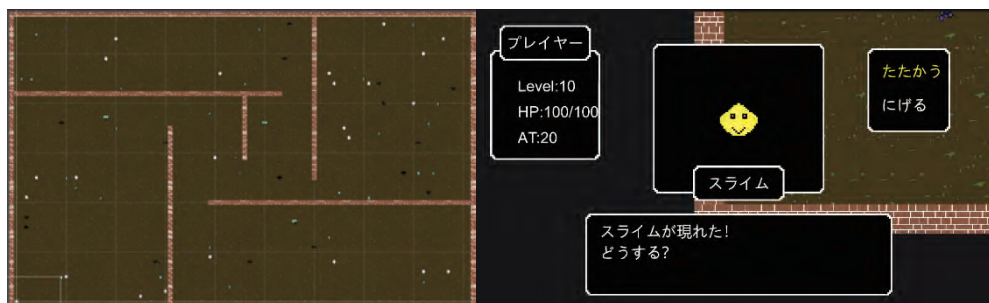 プレイヤー
Level:10
HP:100/100
AT:20
スライム
たたかう
にげる
スライムが現れた!
どうする?